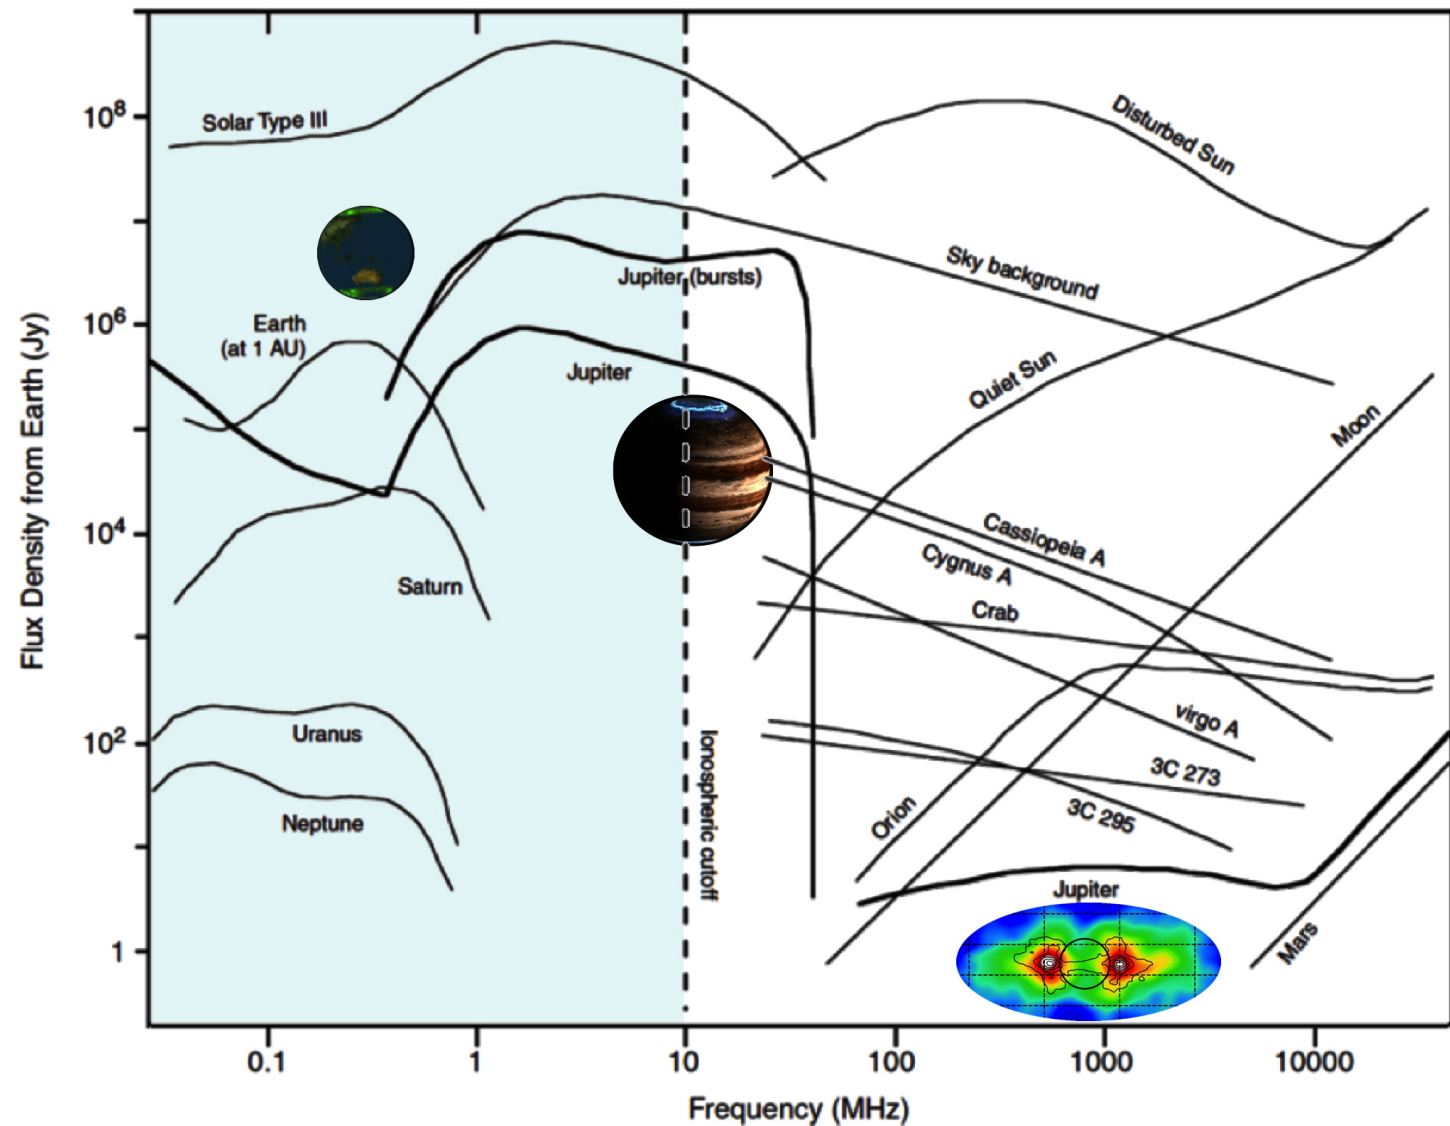 Flux Density from Earth (Jy)
10^8
10^6
10^4
10^2
1
Solar Type III
Disturbed Sun
Sky background
Jupiter (bursts)
Earth
(at 1 AU)
Jupiter
Quiet Sun
Moon
Cassiopeia A
Cygnus A
Crab
Saturn
virgo A
Uranus
Neptune
Ionospheric cutoff
3C 273
3C 295
Orion
Jupiter
Mars
0.1
1
10
100
1000
10000
Frequency (MHz)